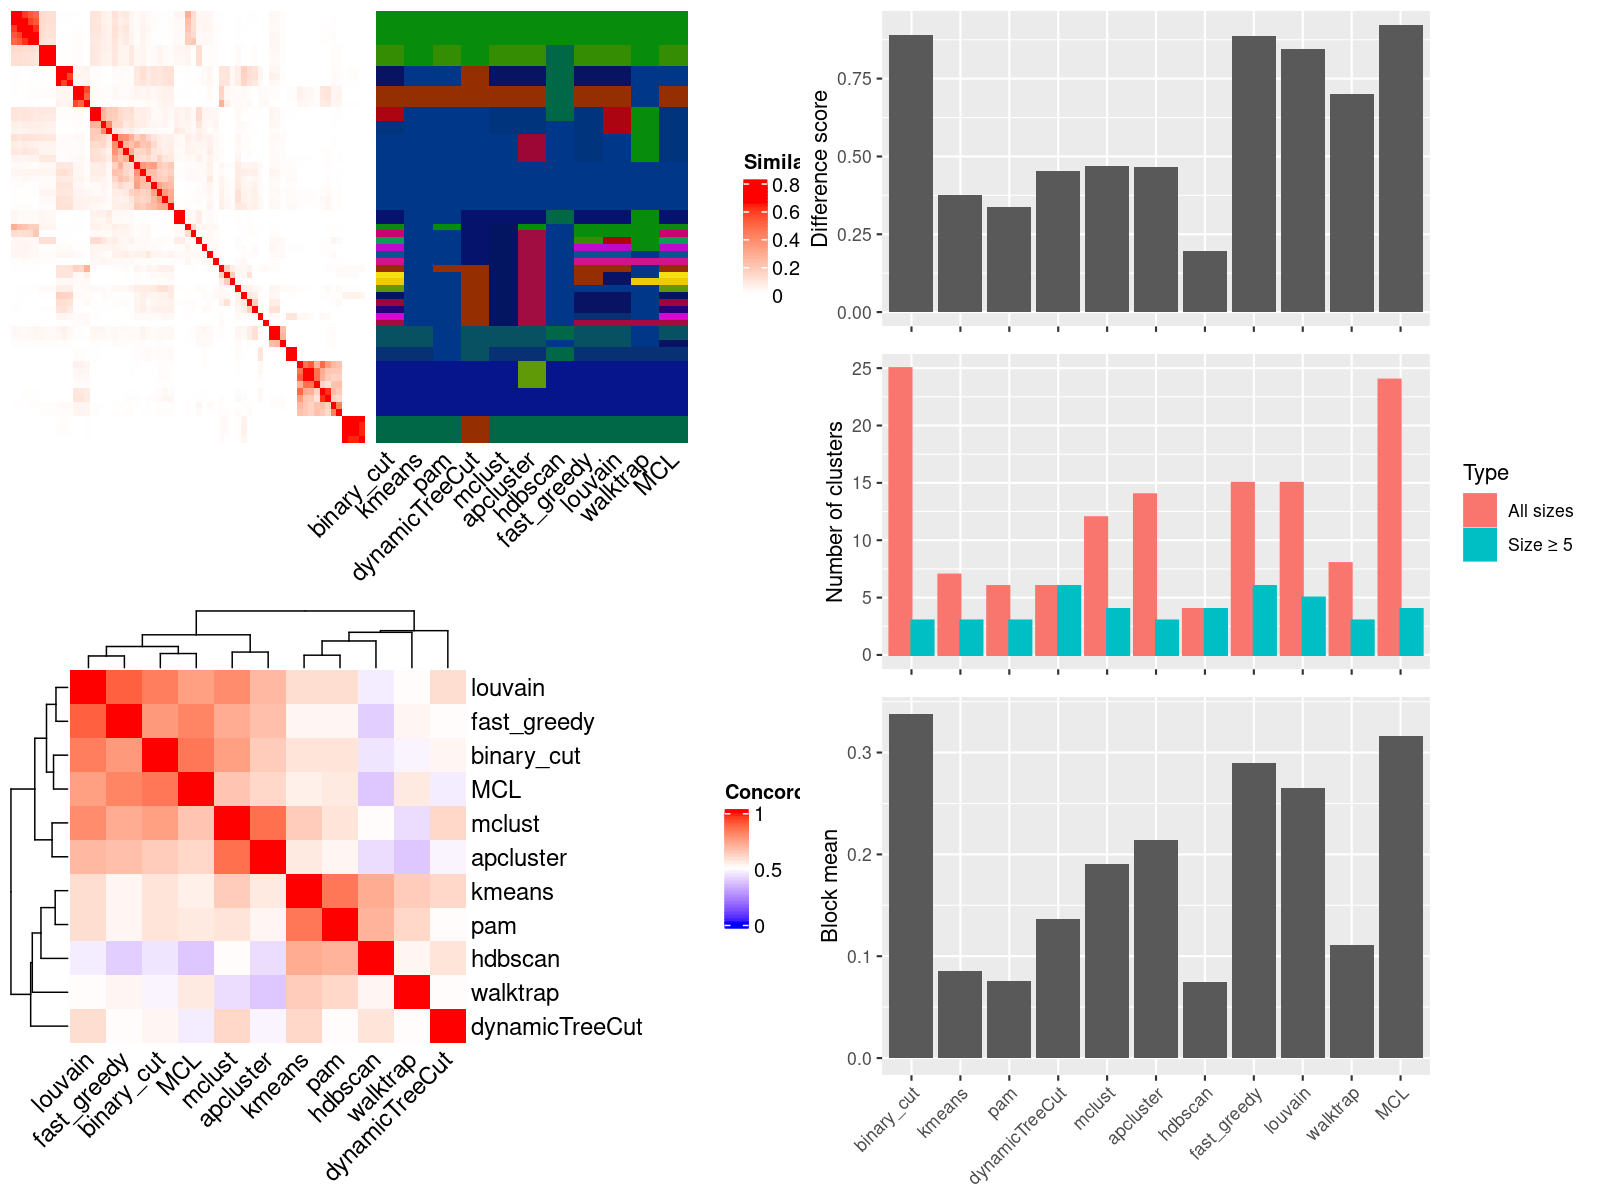 Simila
0.8
0.6
0.4
0.2
0
binary_cut
kmeans
pam
dynamicTreeCut
mclust
apcluster
hdbscan
fast_greedy
louvain
walktrap
MCL
Difference score
0.75
0.50
0.25
0.00
Number of clusters
25
20
15
10
5
0
Type
All sizes
Size ≥ 5
louvain
fast_greedy
binary_cut
MCL
mclust
apcluster
kmeans
pam
hdbscan
walktrap
dynamicTreeCut
louvain
fast_greedy
binary_cut
MCL
mclust
apcluster
kmeans
pam
hdbscan
walktrap
dynamicTreeCut
Concord
1
0.5
0
Block mean
0.3
0.2
0.1
0.0
binary_cut
kmeans
pam
dynamicTreeCut
mclust
apcluster
hdbscan
fast_greedy
louvain
walktrap
MCL